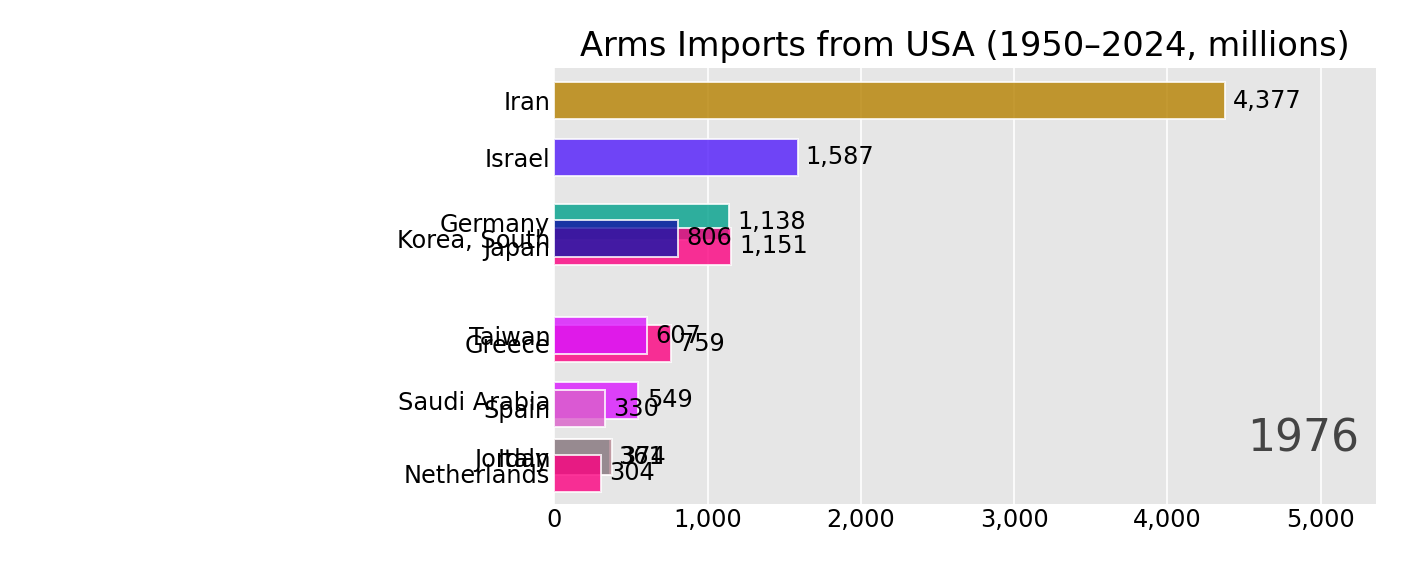 Arms Imports from USA (1950–2024, millions)
Iran 4,377
Israel 1,587
Germany 1,138
Korea, South 806
Japan 1,151
Taiwan 607
Greece 759
Saudi Arabia 549
Spain 330
Jordan
Italy
Netherlands 304
1976
0 1,000 2,000 3,000 4,000 5,000